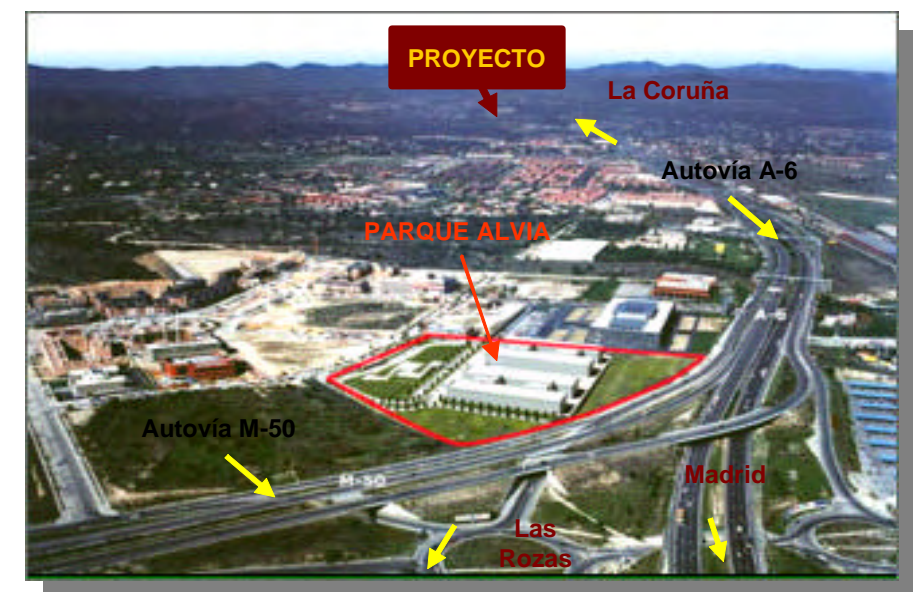 PROYECTO
La Coruña
Autovía A-6
PARQUE ALVIA
A-6
Autovía M-50
M-50
Madrid
Las
Rozas